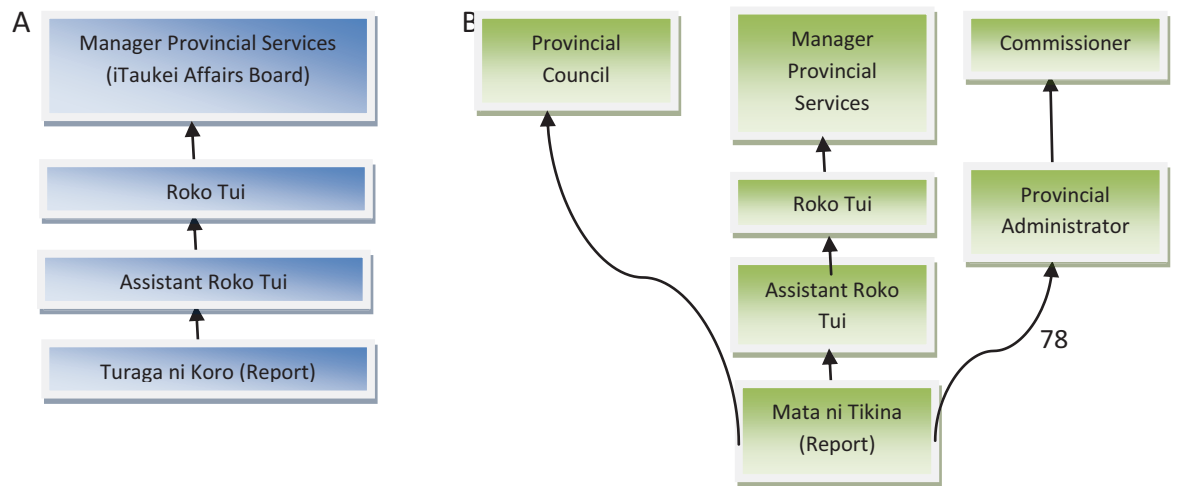 A
Manager Provincial Services
(iTaukei Affairs Board)
Roko Tui
Assistant Roko Tui
Turaga ni Koro (Report)
B
Provincial
Council
Manager
Provincial
Services
Roko Tui
Assistant Roko
Tui
Mata ni Tikina
(Report)
Commissioner
Provincial
Administrator
78